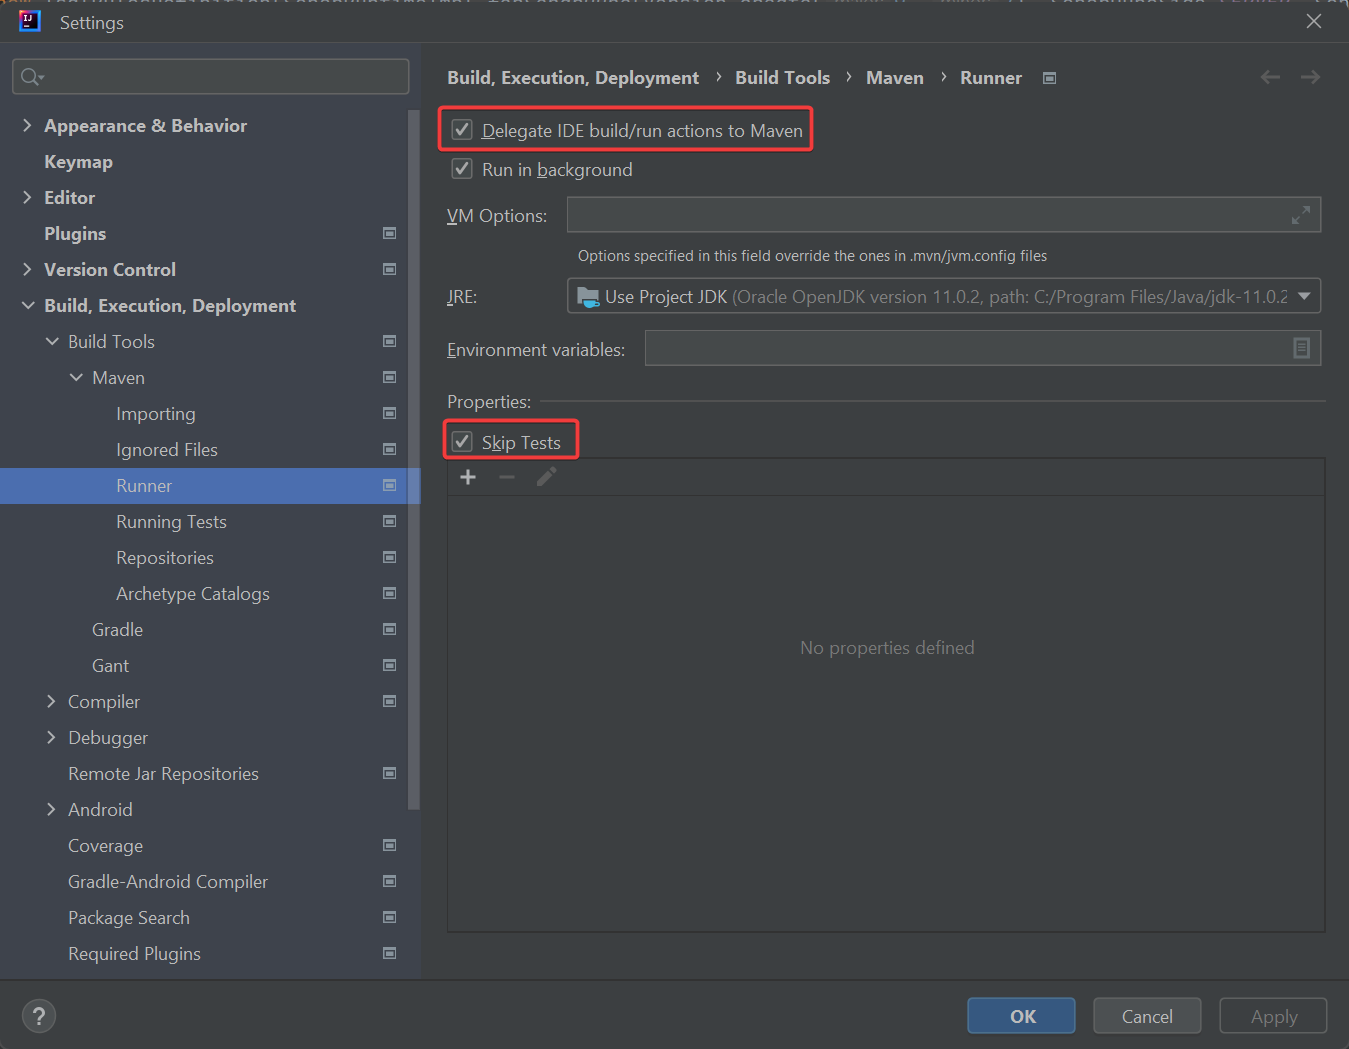 IJ
Settings
Appearance & Behavior
Keymap
Editor
Plugins
Version Control
Build, Execution, Deployment
Build Tools
Maven
Importing
Ignored Files
Runner
Running Tests
Repositories
Archetype Catalogs
Gradle
Gant
Compiler
Debugger
Remote Jar Repositories
Android
Coverage
Gradle-Android Compiler
Package Search
Required Plugins
Build, Execution, Deployment › Build Tools › Maven › Runner
Delegate IDE build/run actions to Maven
Run in background
VM Options:
Options specified in this field override the ones in .mvn/jvm.config files
JRE: Use Project JDK (Oracle OpenJDK version 11.0.2, path: C:/Program Files/Java/jdk-11.0.2
Environment variables:
Properties:
Skip Tests
No properties defined
? OK Cancel Apply